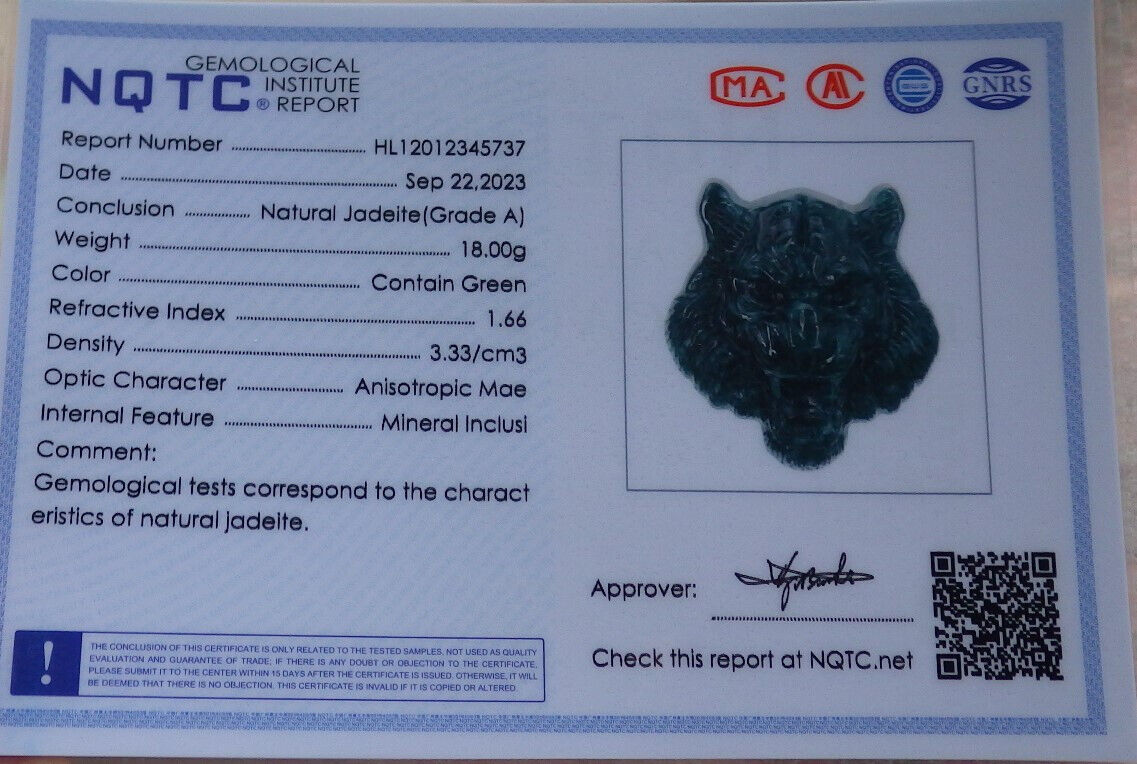 NQTC® GEMOLOGICAL INSTITUTE REPORT
MA
AL
GNRS
Report Number HL12012345737
Date Sep 22,2023
Conclusion Natural Jadeite(Grade A)
Weight 18.00g
Color Contain Green
Refractive Index 1.66
Density 3.33/cm3
Optic Character Anisotropic Mae
Internal Feature Mineral Inclusi
Comment:
Gemological tests correspond to the charact
eristics of natural jadeite.
Approver:
Check this report at NQTC.net
!
THE CONCLUSION OF THIS CERTIFICATE IS ONLY RELATED TO THE TESTED SAMPLES, NOT USED AS QUALITY
EVALUATION AND GUARANTEE OF TRADE; IF THERE IS ANY DOUBT OR OBJECTION TO THE CERTIFICATE,
PLEASE SUBMIT IT TO THE CENTER WITHIN 15 DAYS AFTER THE CERTIFICATE IS ISSUED. OTHERWISE, IT WILL
BE DEEMED THAT THERE IS NO OBJECTION. THIS CERTIFICATE IS INVALID IF IT IS COPIED OR ALTERED.